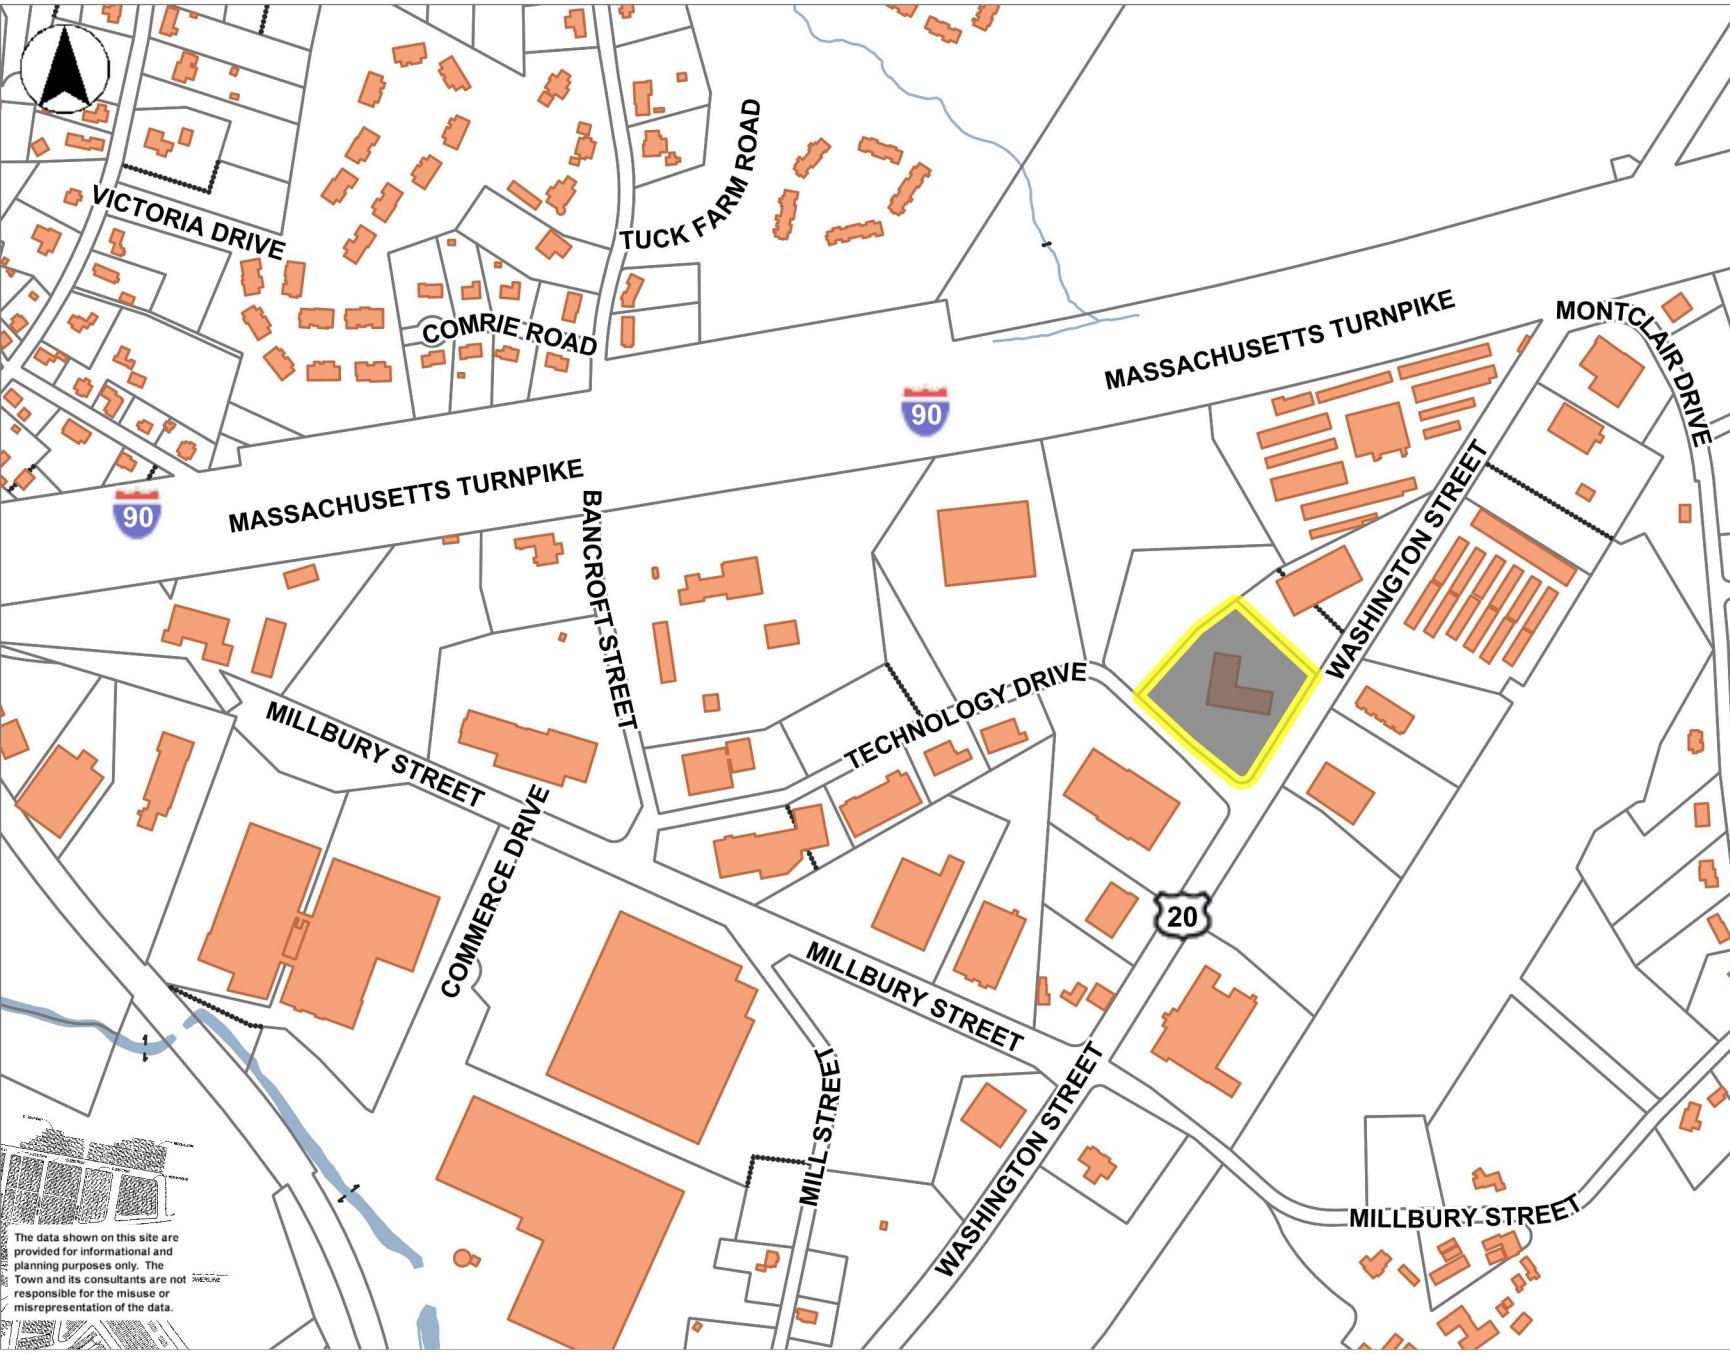 TUCK FARM ROAD
VICTORIA DRIVE
COMRIE ROAD
MASSACHUSETTS TURNPIKE
MONTCLAIR DRIVE
90
MASSACHUSETTS TURNPIKE
90
BANCROFT STREET
WASHINGTON STREET
TECHNOLOGY DRIVE
MILLBURY STREET
COMMERCE DRIVE
20
MILLBURY STREET
MILL STREET
WASHINGTON STREET
MILLBURY STREET
The data shown on this site are
provided for informational and
planning purposes only. The
Town and its consultants are not
responsible for the misuse or
misrepresentation of the data.